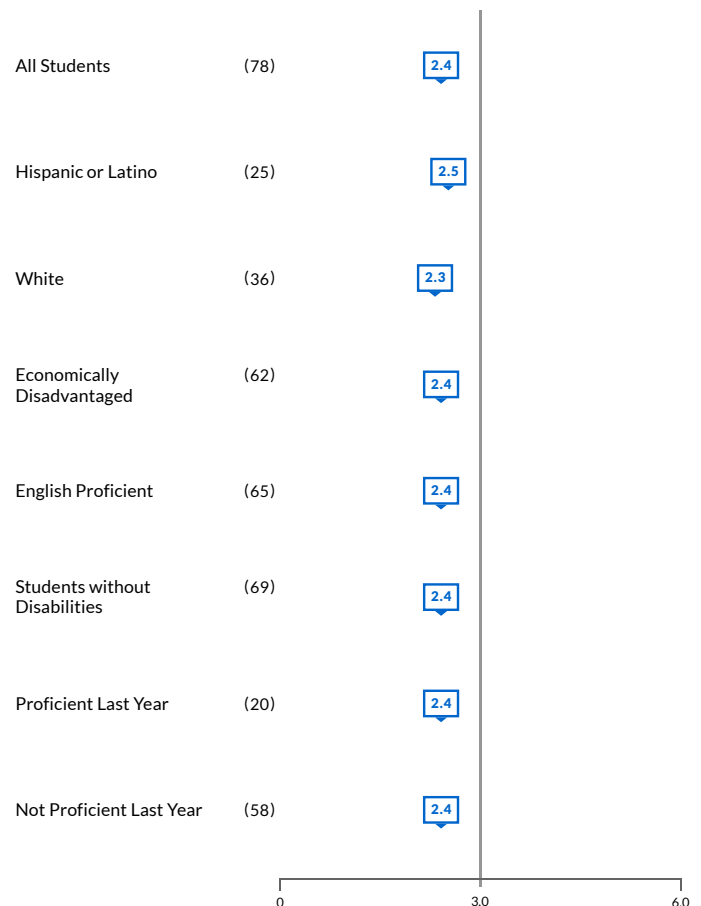 All Students (78) 2.4
Hispanic or Latino (25) 2.5
White (36) 2.3
Economically (62) 2.4
Disadvantaged
English Proficient (65) 2.4
Students without (69) 2.4
Disabilities
Proficient Last Year (20) 2.4
Not Proficient Last Year (58) 2.4
0 3.0 6.0